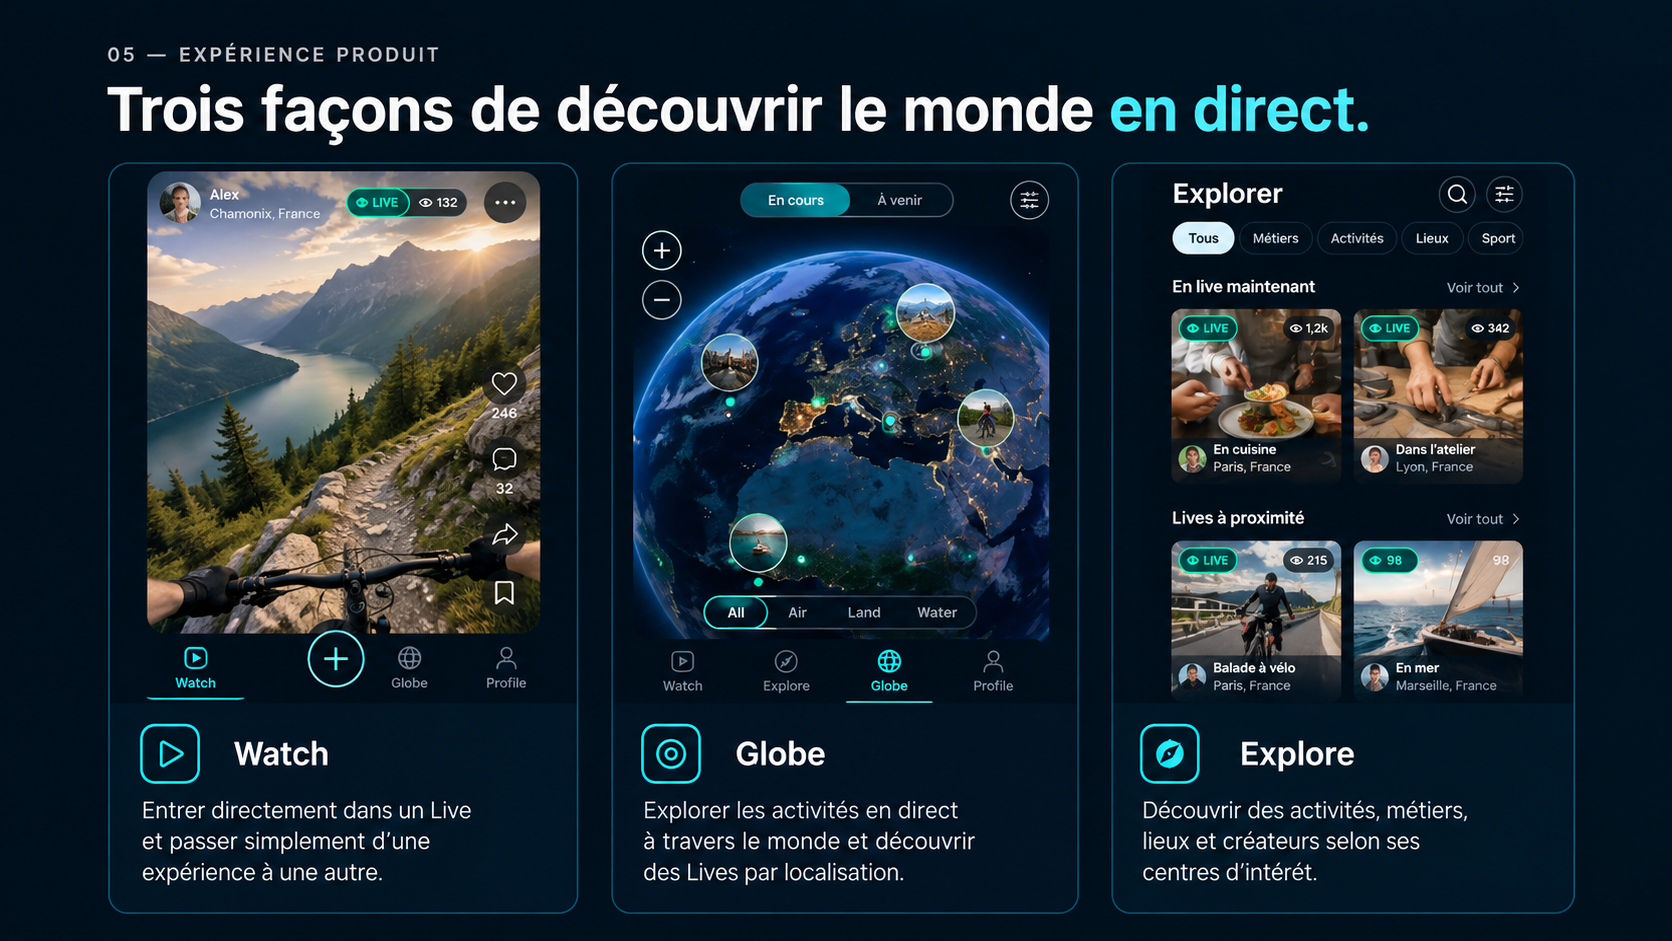 05 — EXPÉRIENCE PRODUIT
Trois façons de découvrir le monde en direct.
Alex
Chamonix, France
LIVE
132
246
32
Watch
Globe
Profile
Watch
Entrer directement dans un Live
et passer simplement d’une
expérience à une autre.
En cours
À venir
All
Air
Land
Water
Watch
Explore
Globe
Profile
Globe
Explorer les activités en direct
à travers le monde et découvrir
des Lives par localisation.
Explorer
Tous
Métiers
Activités
Lieux
Sport
En live maintenant
Voir tout
LIVE
1,2k
LIVE
342
En cuisine
Paris, France
Dans l’atelier
Lyon, France
Lives à proximité
Voir tout
LIVE
215
98
98
Balade à vélo
Paris, France
En mer
Marseille, France
Explore
Découvrir des activités, métiers,
lieux et créateurs selon ses
centres d’intérét.